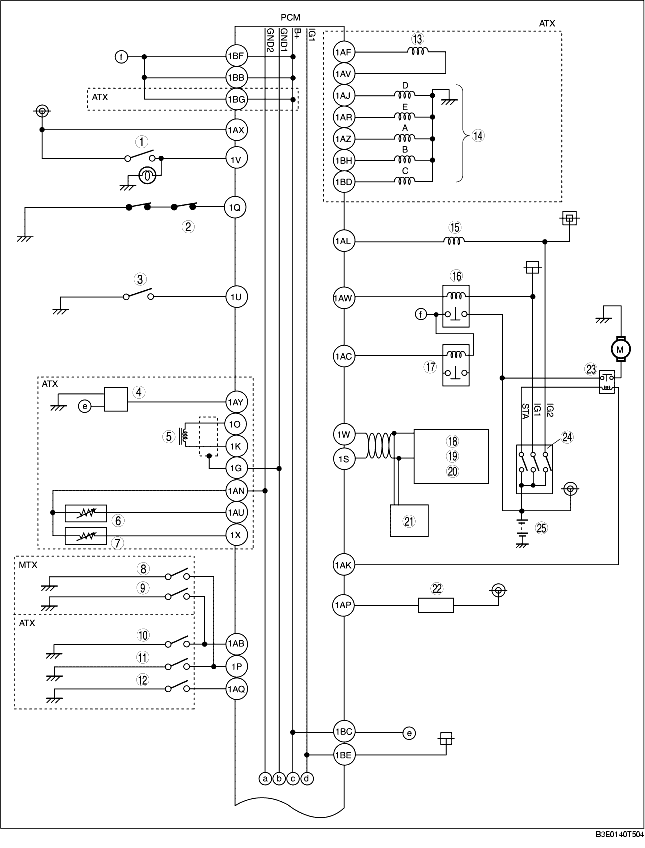 PCM
ATX
GND2
GND1
B+
IG1
f
1BF
1BB
ATX
1BG
1AX
1
1V
1Q
2
3
1U
ATX
4
e
1AY
5
1O
1K
1G
1AN
6
1AU
7
1X
MTX
8
9
ATX
10
1AB
11
1P
12
1AQ
a
b
c
d
1AF
13
1AV
1AJ
D
1AR
E
1AZ
A
14
1BH
B
1BD
C
1AL
15
16
1AW
f
M
1AC
17
23
STA
IG1
IG2
1W
18
24
1S
19
20
21
25
1AK
1AP
22
1BC
e
1BE
B3E0140T504